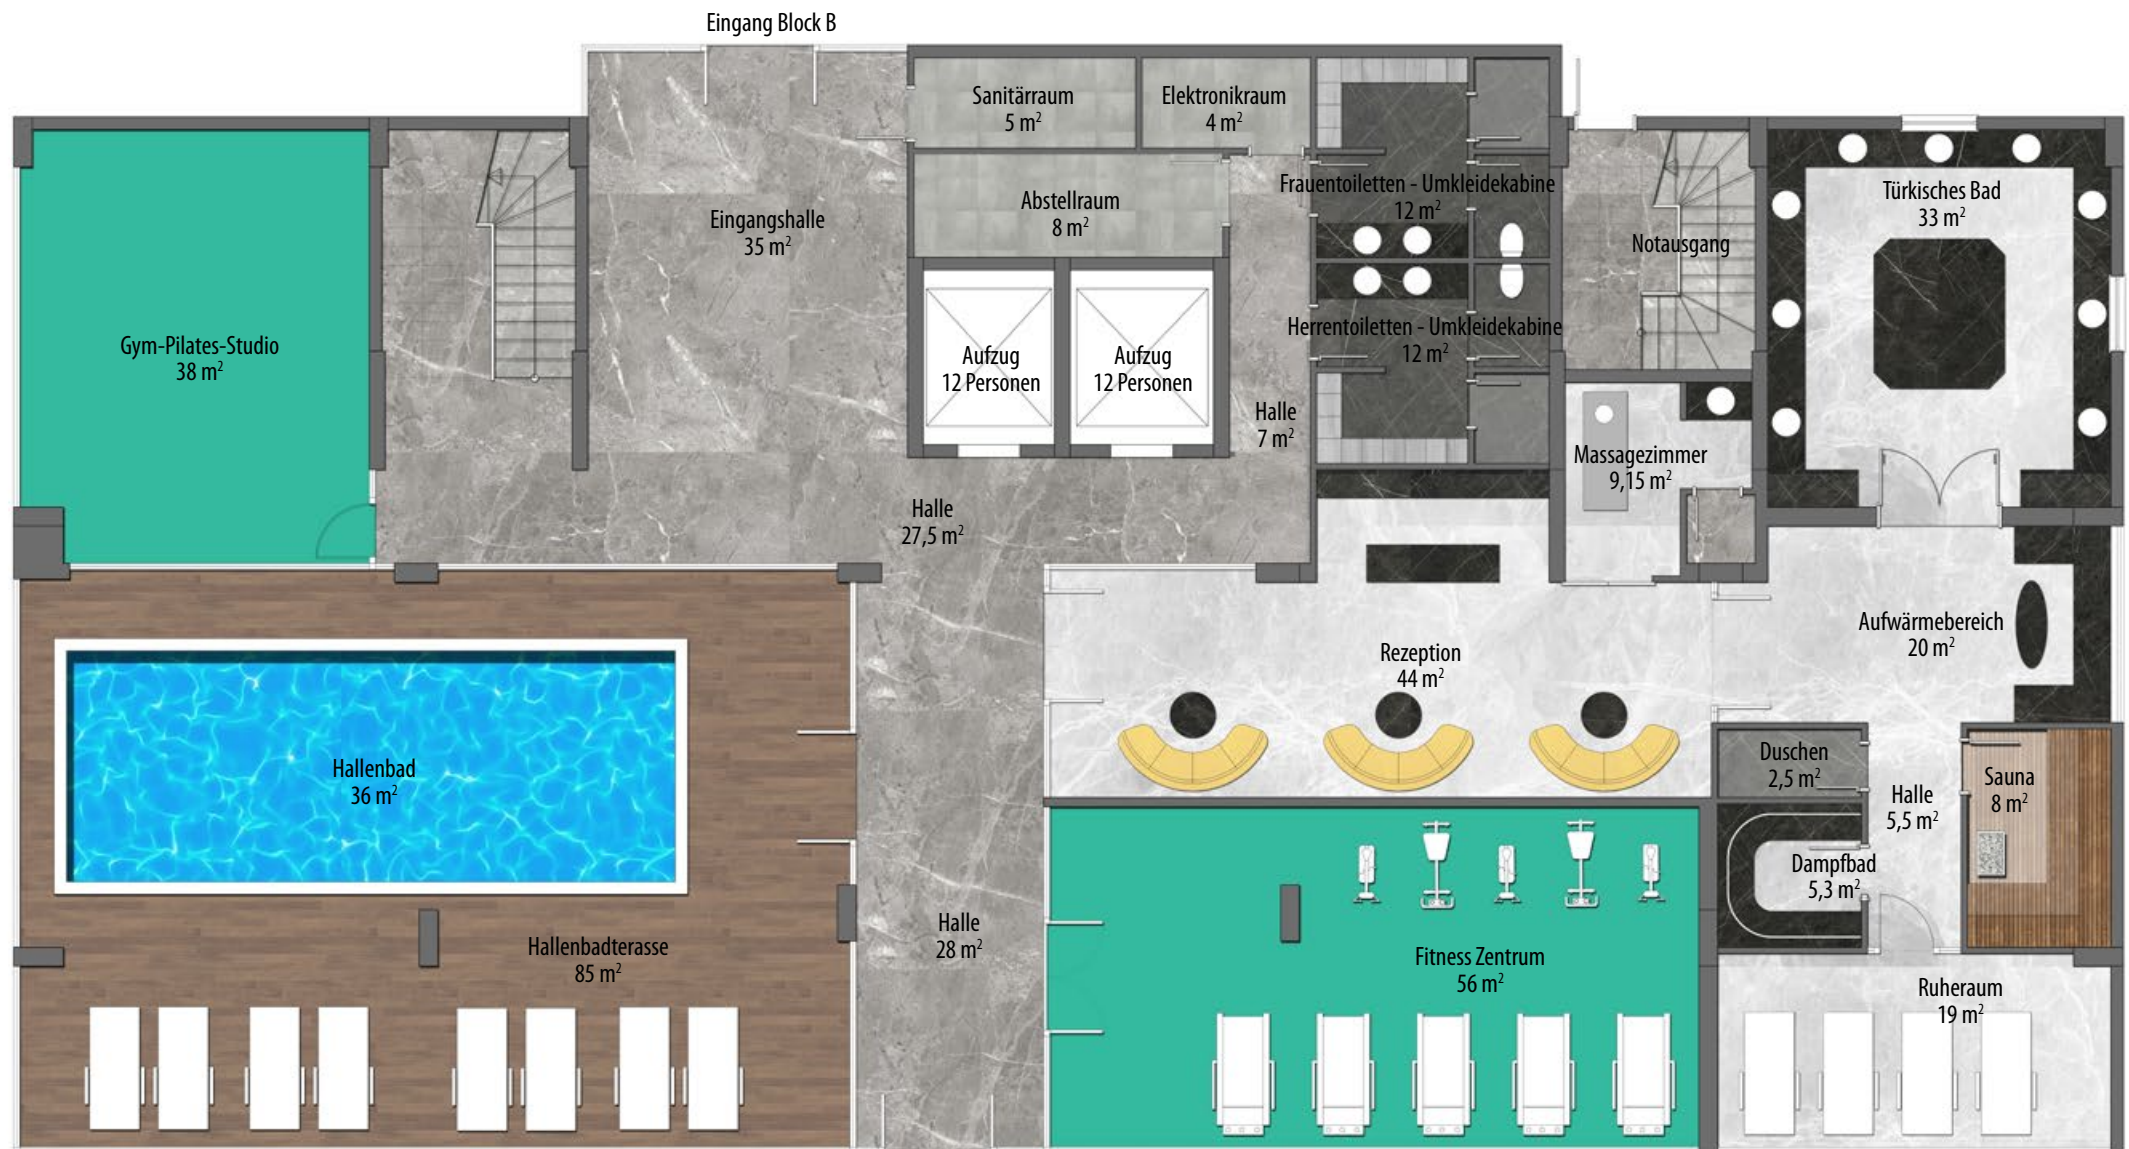 Eingang Block B
Sanitärraum
5 m²
Elektronikraum
4 m²
Frauentoiletten - Umkleidekabine
12 m²
Türkisches Bad
33 m²
Abstellraum
8 m²
Eingangshalle
35 m²
Notausgang
Herrentoiletten - Umkleidekabine
12 m²
Gym-Pilates-Studio
38 m²
Aufzug
12 Personen
Aufzug
12 Personen
Halle
7 m²
Massagezimmer
9,15 m²
Halle
27,5 m²
Aufwärmebereich
20 m²
Rezeption
44 m²
Hallenbad
36 m²
Duschen
2,5 m²
Sauna
8 m²
Halle
5,5 m²
Dampfbad
5,3 m²
Halle
28 m²
Hallenbadterasse
85 m²
Fitness Zentrum
56 m²
Ruheraum
19 m²